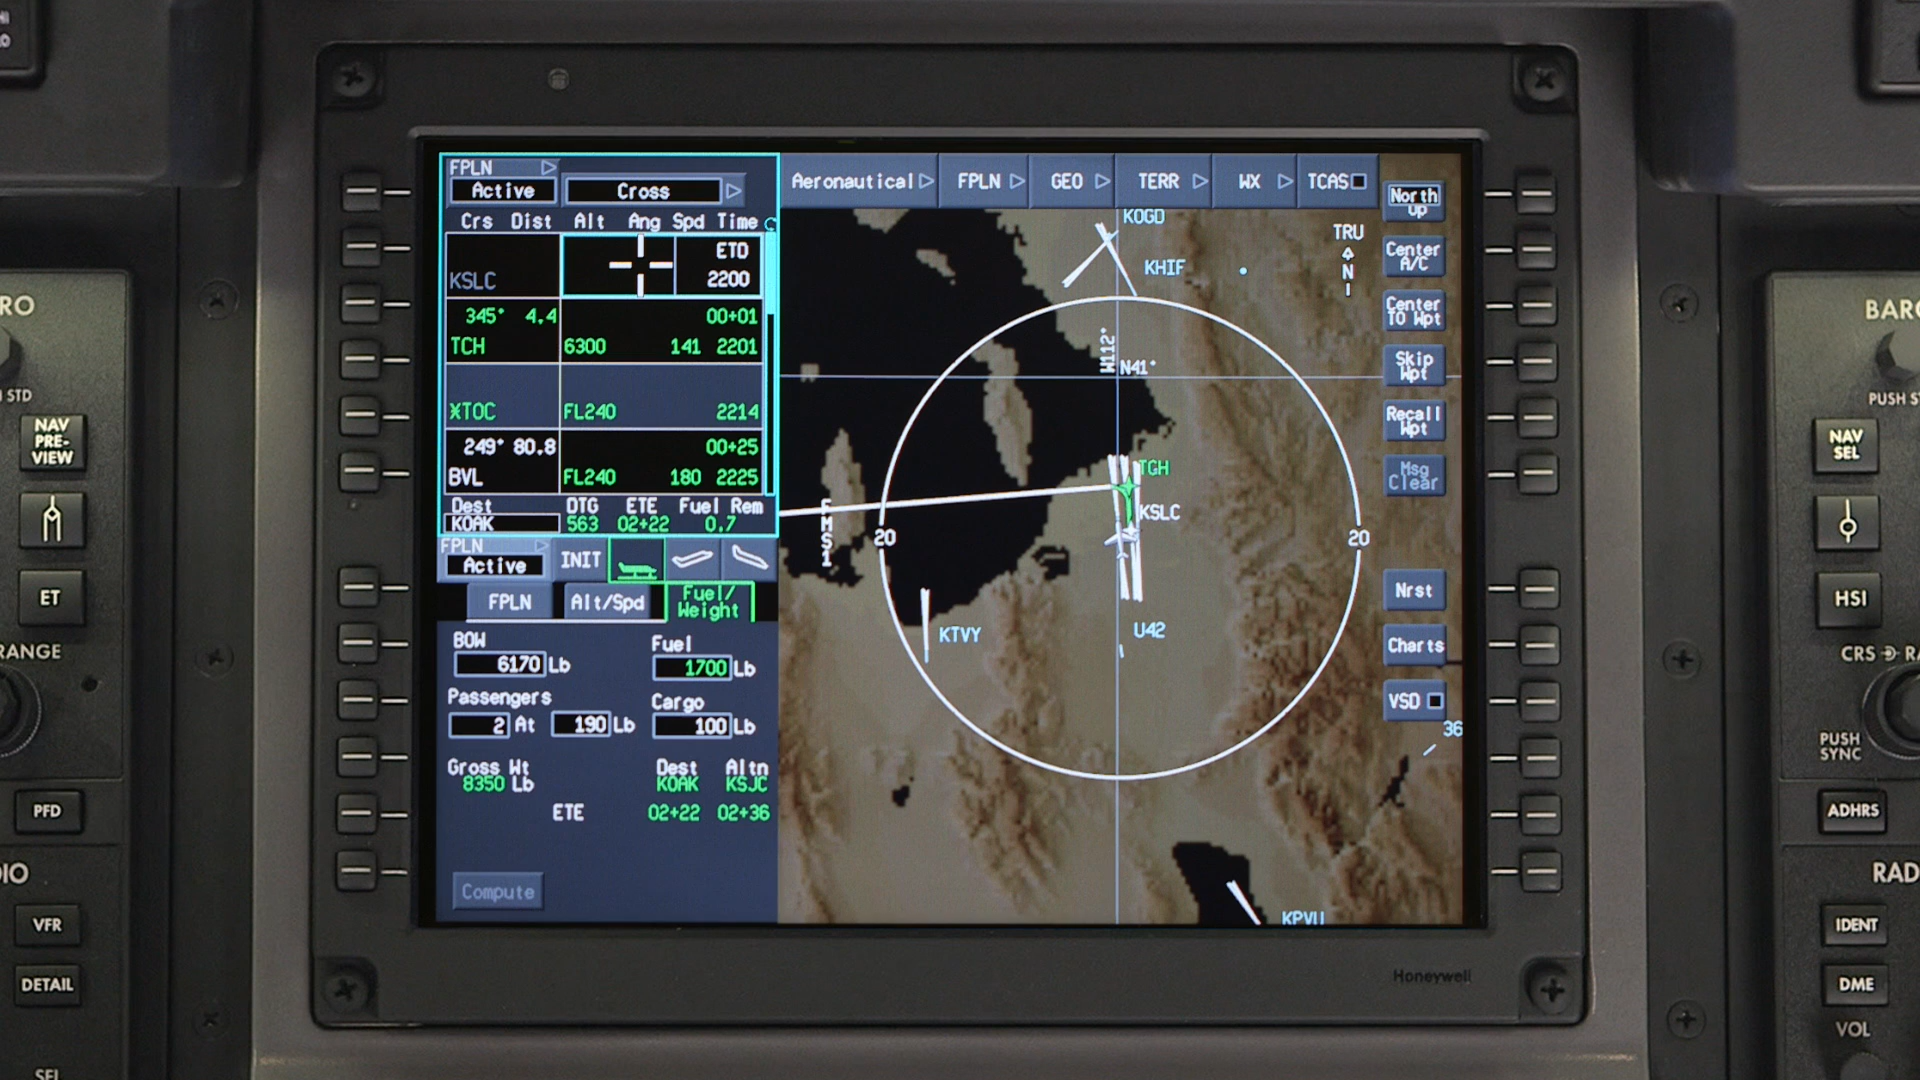 FPLN
Active
Cross
Crs Dist Alt Ang Spd Time
ETD
KSLC 2200
345° 4.4 00+01
TCH 6300 141 2201
TOC FL240 2214
249° 80.8 00+25
BVL FL240 180 2225
Dest DTG ETE Fuel Rem
KOAK 563 02+22 0.7
FPLN
Active
INIT
FPLN Alt/Spd Fuel/
Weight
BOW Fuel
6170 Lb 1700 Lb
Passengers Cargo
2 At 190 Lb 100 Lb
Gross Wt Dest Altn
8350 Lb KOAK KSJC
ETE 02+22 02+36
Compute
Aeronautical FPLN GEO TERR WX TCAS
KOGD
KHIF
TRU
N
W112°
N41°
KSLC
FMS1
20
20
KTVY
U42
36
KPVU
North
Up
Center
A/C
Center
TO Wpt
Skip
Wpt
Recall
Wpt
Msg
Clear
Nrst
Charts
VSD
Honeywell
STD
NAV
PRE-
VIEW
ET
RANGE
PFD
VFR
DETAIL
PUSH
NAV
SEL
HSI
CRS
PUSH
SYNC
ADHRS
IDENT
DME
VOL